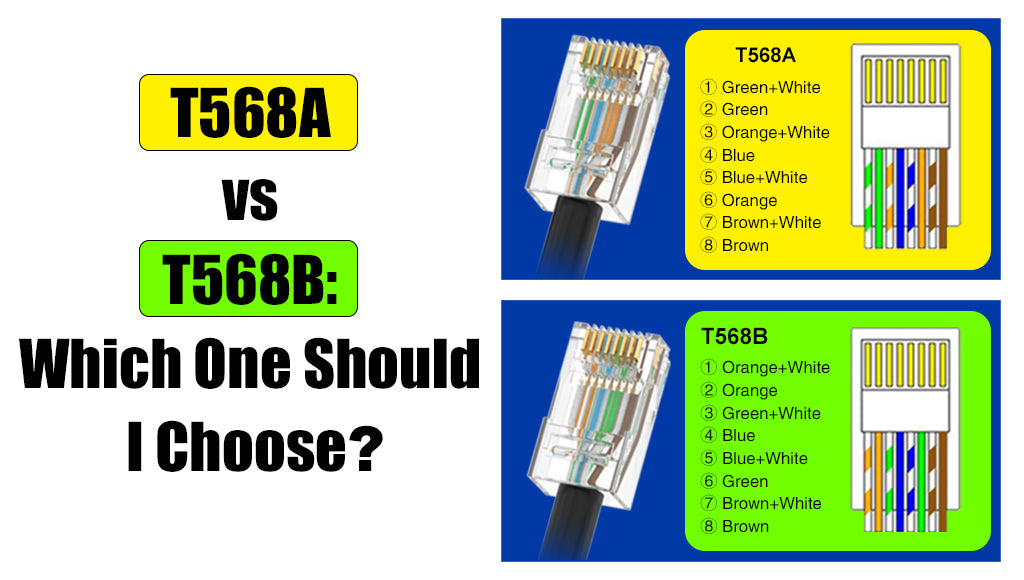 T568A
vs
T568B:
Which One Should
I Choose?
T568A
① Green+White
② Green
③ Orange+White
④ Blue
⑤ Blue+White
⑥ Orange
⑦ Brown+White
⑧ Brown
T568B
① Orange+White
② Orange
③ Green+White
④ Blue
⑤ Blue+White
⑥ Green
⑦ Brown+White
⑧ Brown